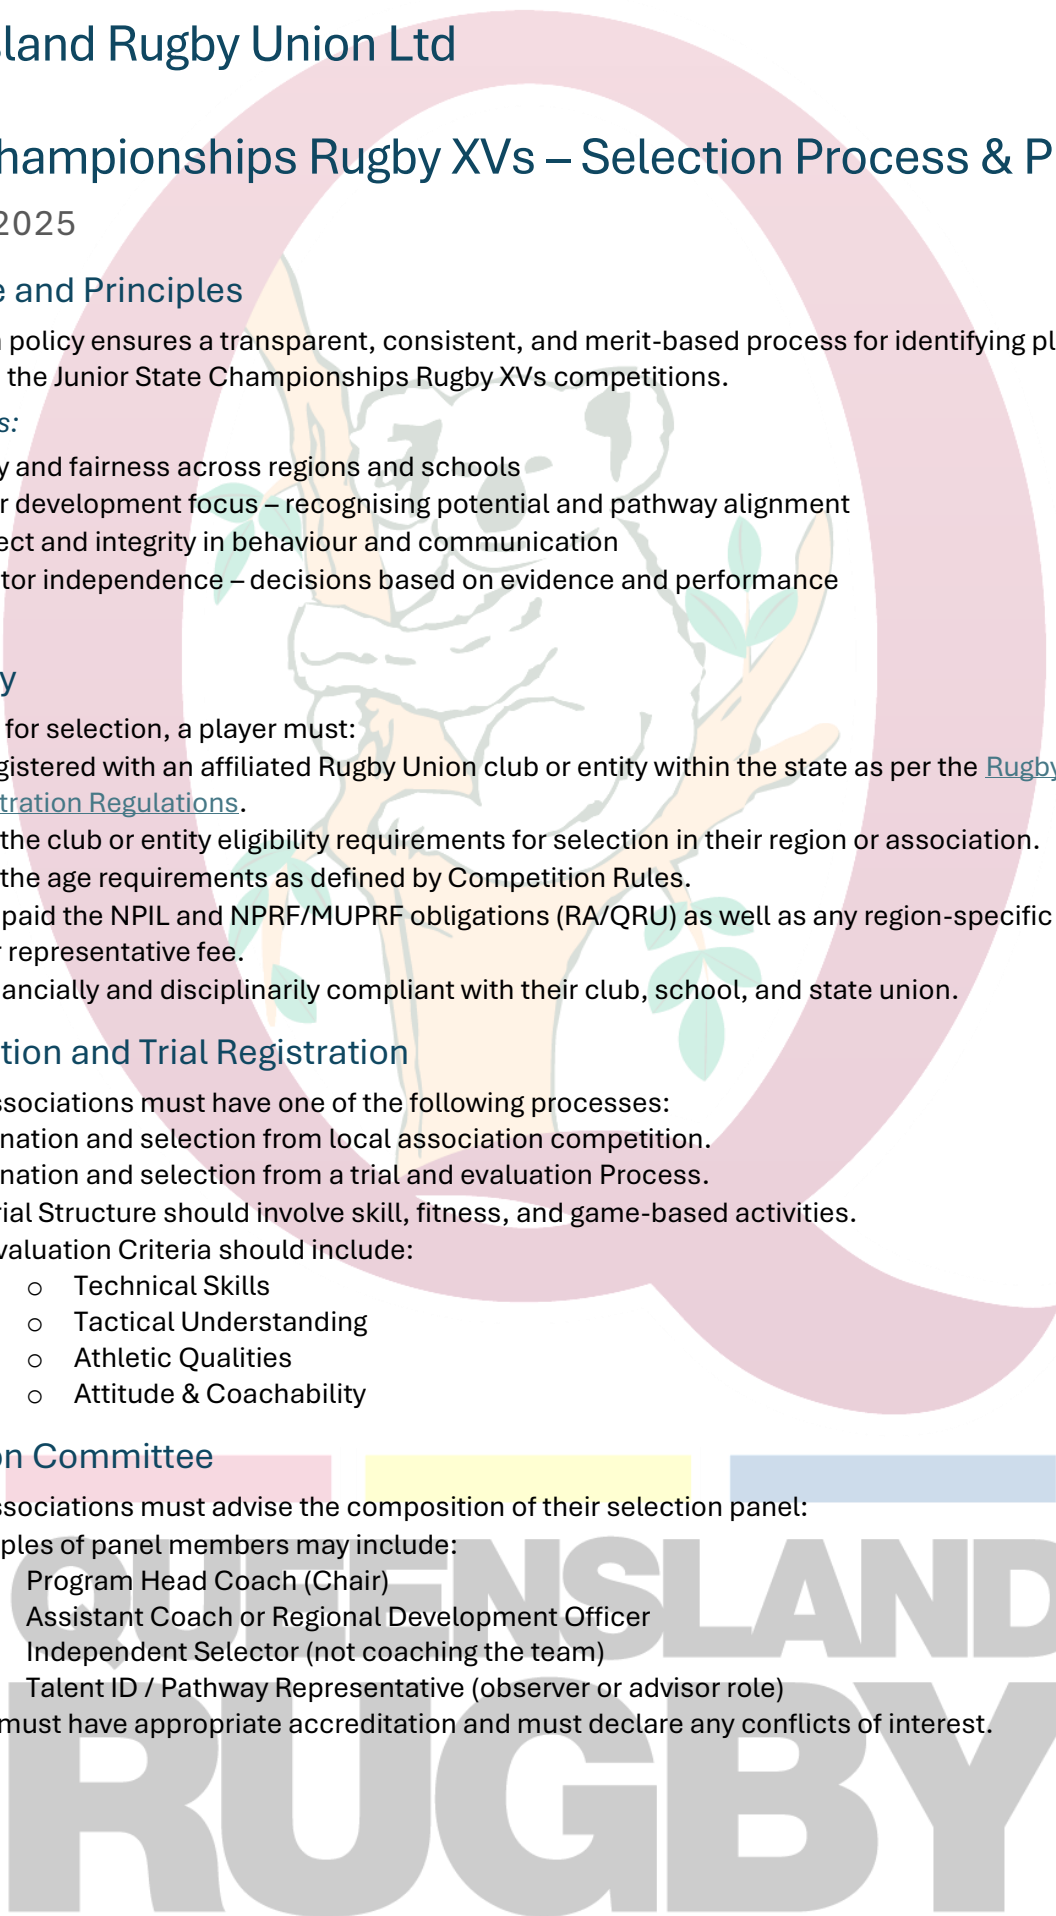 sland Rugby Union Ltd
hampionships Rugby XVs – Selection Process & P
2025
e and Principles
n policy ensures a transparent, consistent, and merit-based process for identifying pl
the Junior State Championships Rugby XVs competitions.
s:
y and fairness across regions and schools
r development focus – recognising potential and pathway alignment
ect and integrity in behaviour and communication
tor independence – decisions based on evidence and performance
y
for selection, a player must:
gistered with an affiliated Rugby Union club or entity within the state as per the Rugby
tration Regulations.
the club or entity eligibility requirements for selection in their region or association.
the age requirements as defined by Competition Rules.
paid the NPIL and NPRF/MUPRF obligations (RA/QRU) as well as any region-specific
r representative fee.
ancially and disciplinarily compliant with their club, school, and state union.
tion and Trial Registration
ssociations must have one of the following processes:
nation and selection from local association competition.
nation and selection from a trial and evaluation Process.
rial Structure should involve skill, fitness, and game-based activities.
valuation Criteria should include:
o Technical Skills
o Tactical Understanding
o Athletic Qualities
o Attitude & Coachability
on Committee
ssociations must advise the composition of their selection panel:
ples of panel members may include:
Program Head Coach (Chair)
Assistant Coach or Regional Development Officer
Independent Selector (not coaching the team)
Talent ID / Pathway Representative (observer or advisor role)
must have appropriate accreditation and must declare any conflicts of interest.
QUEENSLAND
RUGBY